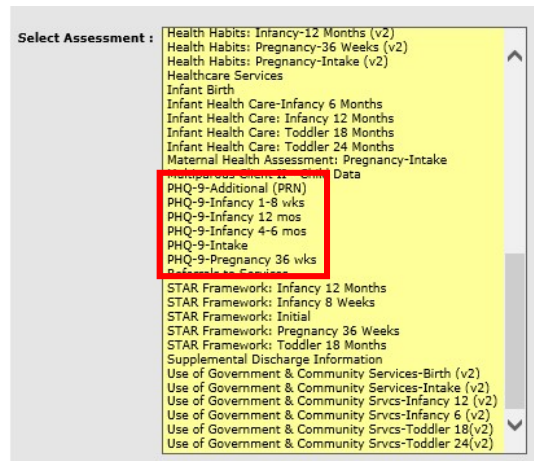 Select Assessment :
Health Habits: Infancy-12 Months (v2)
Health Habits: Pregnancy-36 Weeks (v2)
Health Habits: Pregnancy-Intake (v2)
Healthcare Services
Infant Birth
Infant Health Care-Infancy 6 Months
Infant Health Care: Infancy 12 Months
Infant Health Care: Toddler 18 Months
Infant Health Care: Toddler 24 Months
Maternal Health Assessment: Pregnancy-Intake
Multiparous Client II - Child Data
PHQ-9-Additional (PRN)
PHQ-9-Infancy 1-8 wks
PHQ-9-Infancy 12 mos
PHQ-9-Infancy 4-6 mos
PHQ-9-Intake
PHQ-9-Pregnancy 36 wks
Referrals to Services
STAR Framework: Infancy 12 Months
STAR Framework: Infancy 8 Weeks
STAR Framework: Initial
STAR Framework: Pregnancy 36 Weeks
STAR Framework: Toddler 18 Months
Supplemental Discharge Information
Use of Government & Community Services-Birth (v2)
Use of Government & Community Services-Intake (v2)
Use of Government & Community Srvcs-Infancy 12 (v2)
Use of Government & Community Srvcs-Infancy 6 (v2)
Use of Government & Community Srvcs-Toddler 18(v2)
Use of Government & Community Srvcs-Toddler 24(v2)